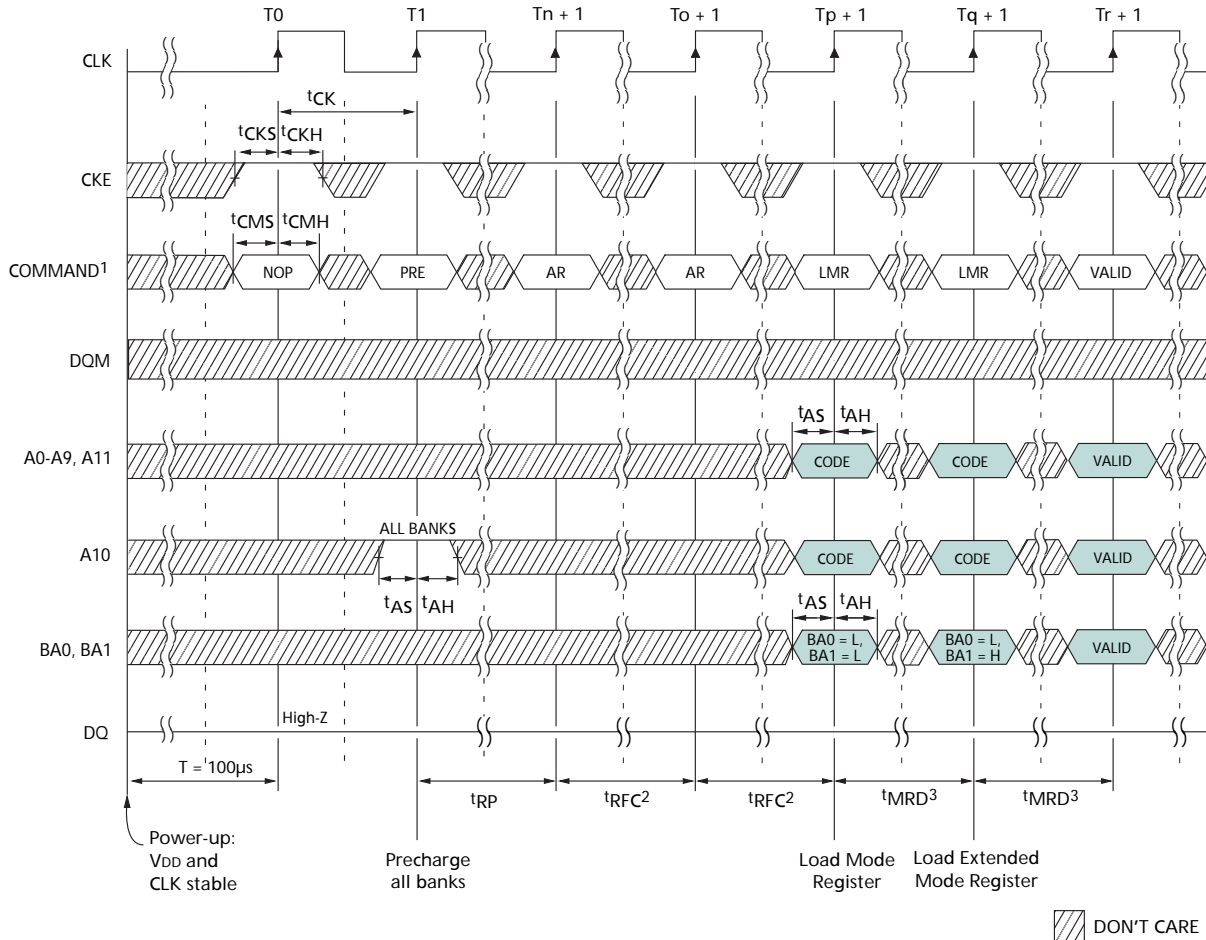 T0 T1 Tn + 1 To + 1 Tp + 1 Tq + 1 Tr + 1
CLK
tCK
tCKS tCKH
CKE
tCMS tCMH
COMMAND1 NOP PRE AR AR LMR LMR VALID
DQM
tAS tAH
A0-A9, A11 CODE CODE VALID
ALL BANKS
A10 CODE CODE VALID
tAS tAH tAS tAH
BA0, BA1 BA0 = L, BA1 = L BA0 = L, BA1 = H VALID
High-Z
DQ
T = 100µs
tRP tRFC2 tRFC2 tMRD3 tMRD3
Power-up:
VDD and
CLK stable
Precharge
all banks
Load Mode
Register
Load Extended
Mode Register
DON'T CARE